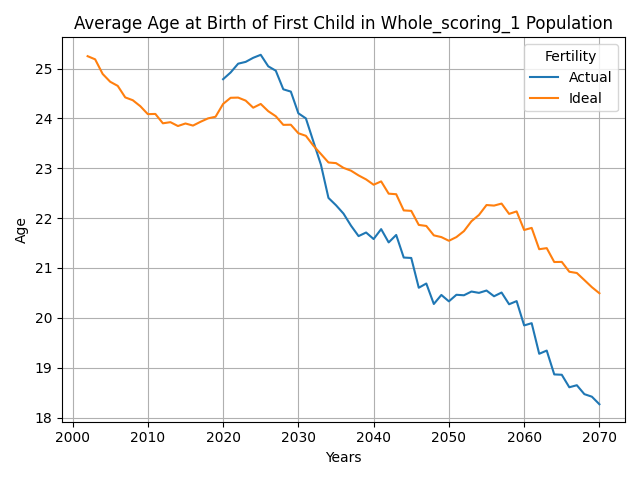 Average Age at Birth of First Child in Whole_scoring_1 Population
Fertility
Actual
Ideal
Age
25
24
23
22
21
20
19
18
2000 2010 2020 2030 2040 2050 2060 2070
Years